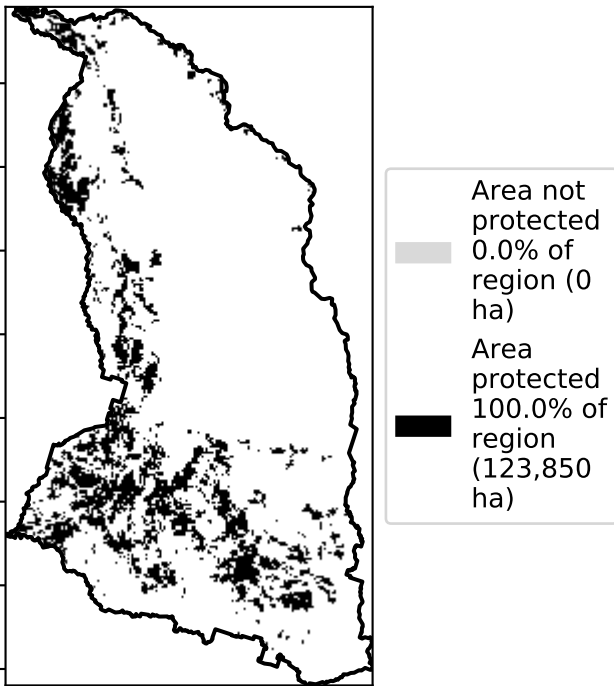 Area not
protected
0.0% of
region (0
ha)
Area
protected
100.0% of
region
(123,850
ha)